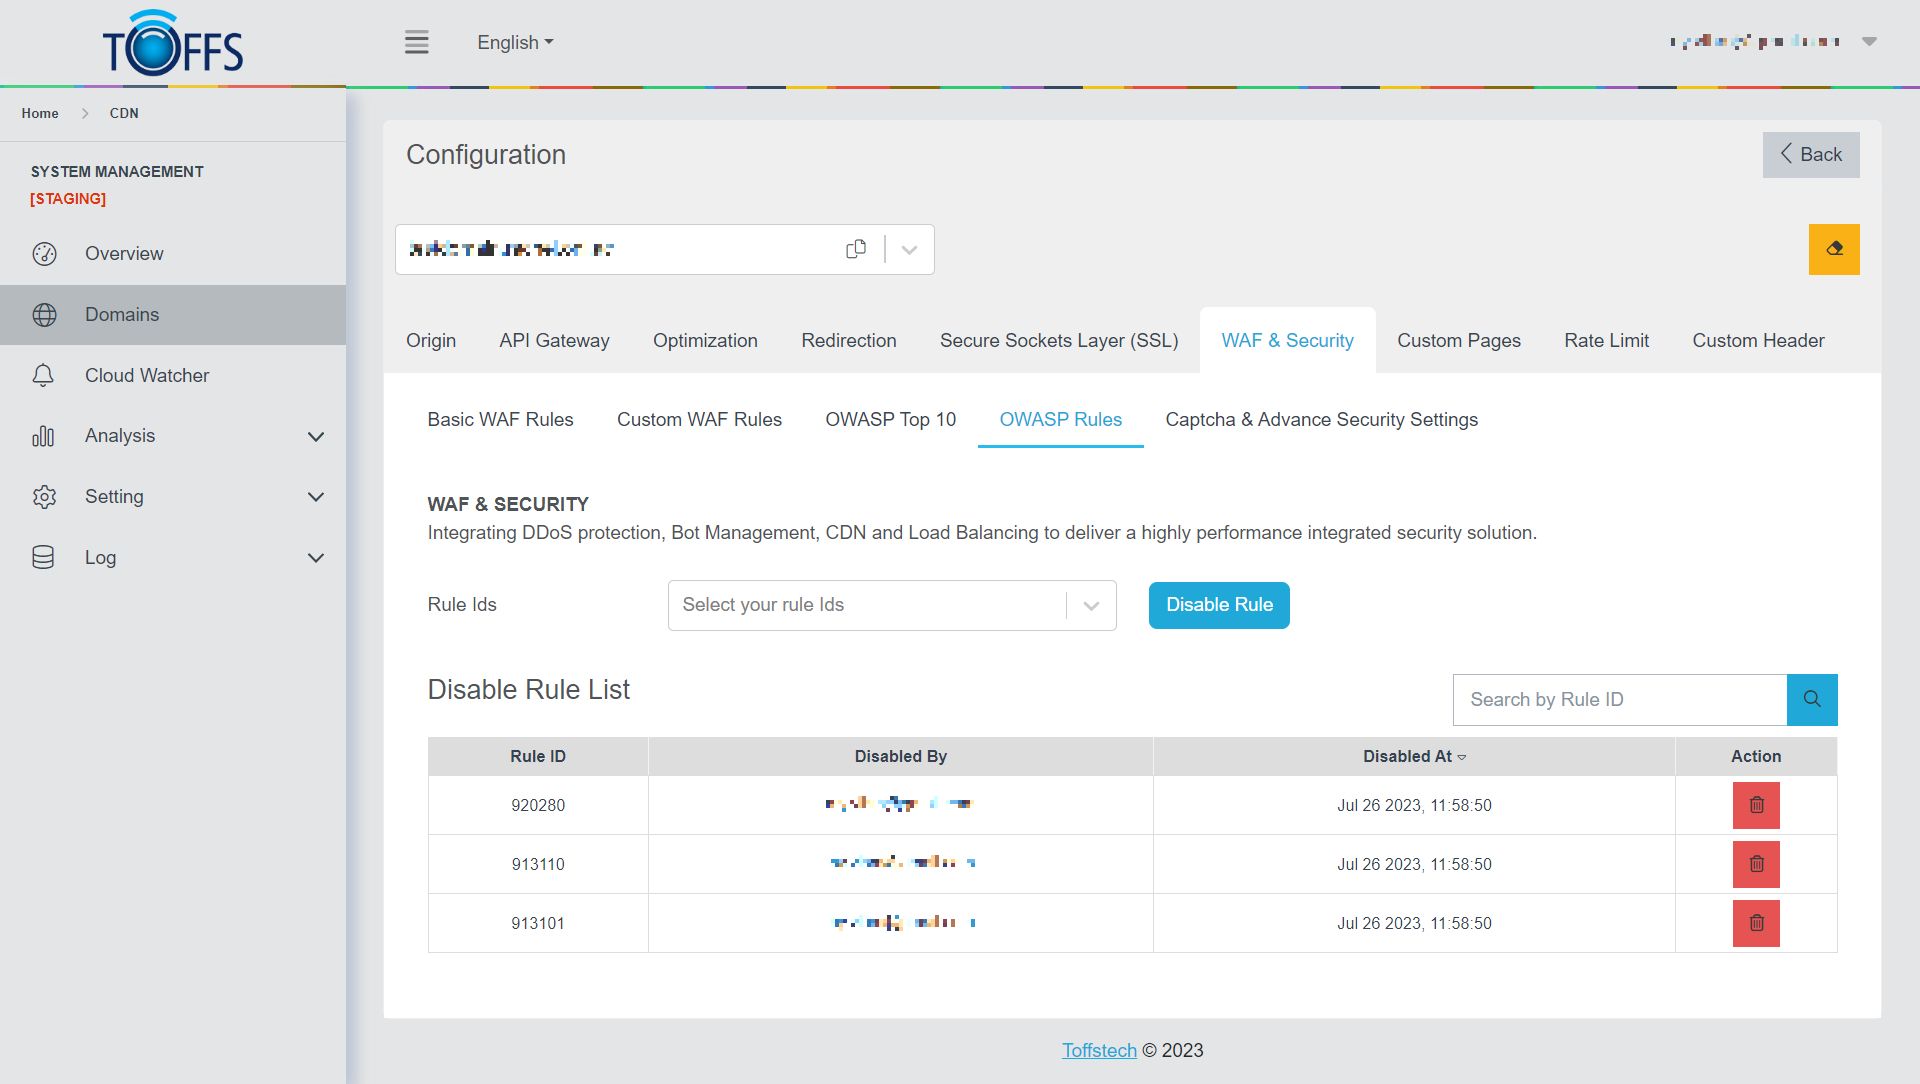 TOFFS
English
Home > CDN
SYSTEM MANAGEMENT
[STAGING]
Overview
Domains
Cloud Watcher
Analysis
Setting
Log
Configuration
Back
Origin API Gateway Optimization Redirection Secure Sockets Layer (SSL) WAF & Security Custom Pages Rate Limit Custom Header
Basic WAF Rules Custom WAF Rules OWASP Top 10 OWASP Rules Captcha & Advance Security Settings
WAF & SECURITY
Integrating DDoS protection, Bot Management, CDN and Load Balancing to deliver a highly performance integrated security solution.
Rule Ids Select your rule Ids Disable Rule
Disable Rule List
Search by Rule ID
Rule ID Disabled By Disabled At Action
920280 Jul 26 2023, 11:58:50
913110 Jul 26 2023, 11:58:50
913101 Jul 26 2023, 11:58:50
Toffstech © 2023